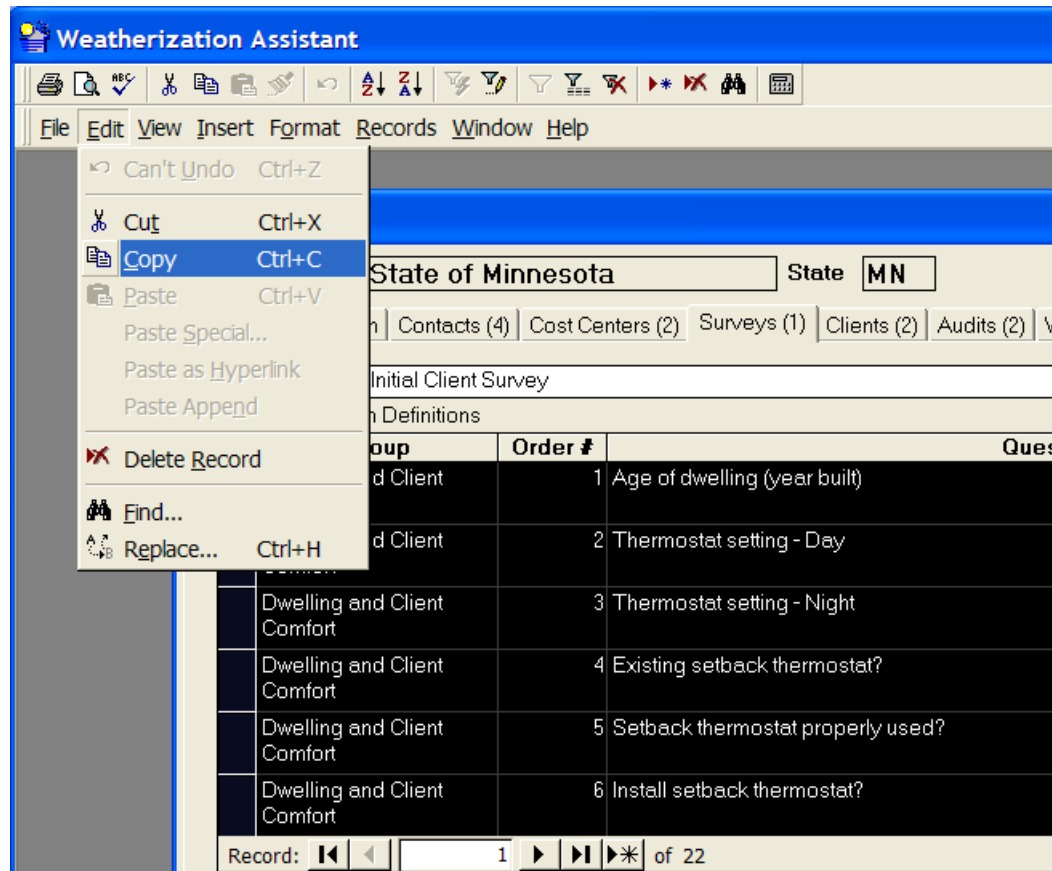 Weatherization Assistant
ABC
A Z Z A
File Edit View Insert Format Records Window Help
Can't Undo Ctrl+Z
Cut Ctrl+X
Copy Ctrl+C
Paste Ctrl+V
Paste Special...
Paste as Hyperlink
Paste Append
Delete Record
Find...
Replace... Ctrl+H
State of Minnesota State MN
Contacts (4) Cost Centers (2) Surveys (1) Clients (2) Audits (2)
Initial Client Survey
Definitions
oup Order # Ques
d Client 1 Age of dwelling (year built)
d Client 2 Thermostat setting - Day
Dwelling and Client 3 Thermostat setting - Night
Comfort
Dwelling and Client 4 Existing setback thermostat?
Comfort
Dwelling and Client 5 Setback thermostat properly used?
Comfort
Dwelling and Client 6 Install setback thermostat?
Comfort
Record: 1 of 22